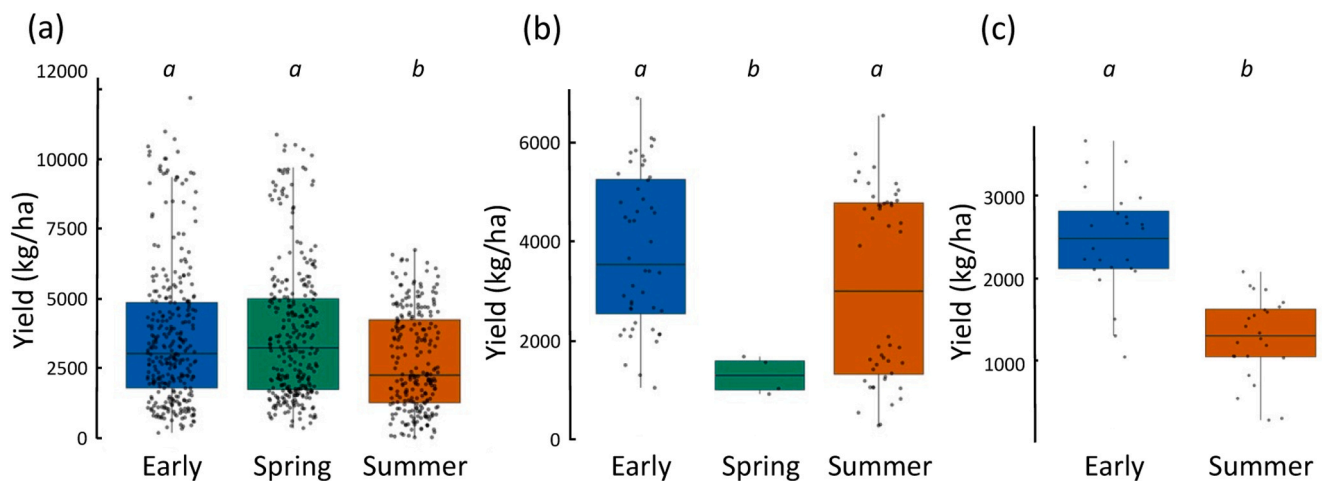 (a)
Yield (kg/ha)
12000
10000
7500
5000
2500
0
a
a
b
Early
Spring
Summer
(b)
Yield (kg/ha)
6000
4000
2000
0
a
b
a
Early
Spring
Summer
(c)
Yield (kg/ha)
3000
2000
1000
a
b
Early
Summer